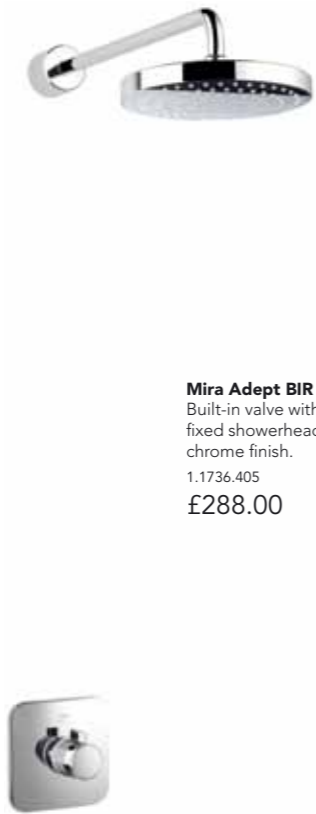 Mira Adept BIR
Built-in valve with
fixed showerhead
chrome finish.
1.1736.405
£288.00